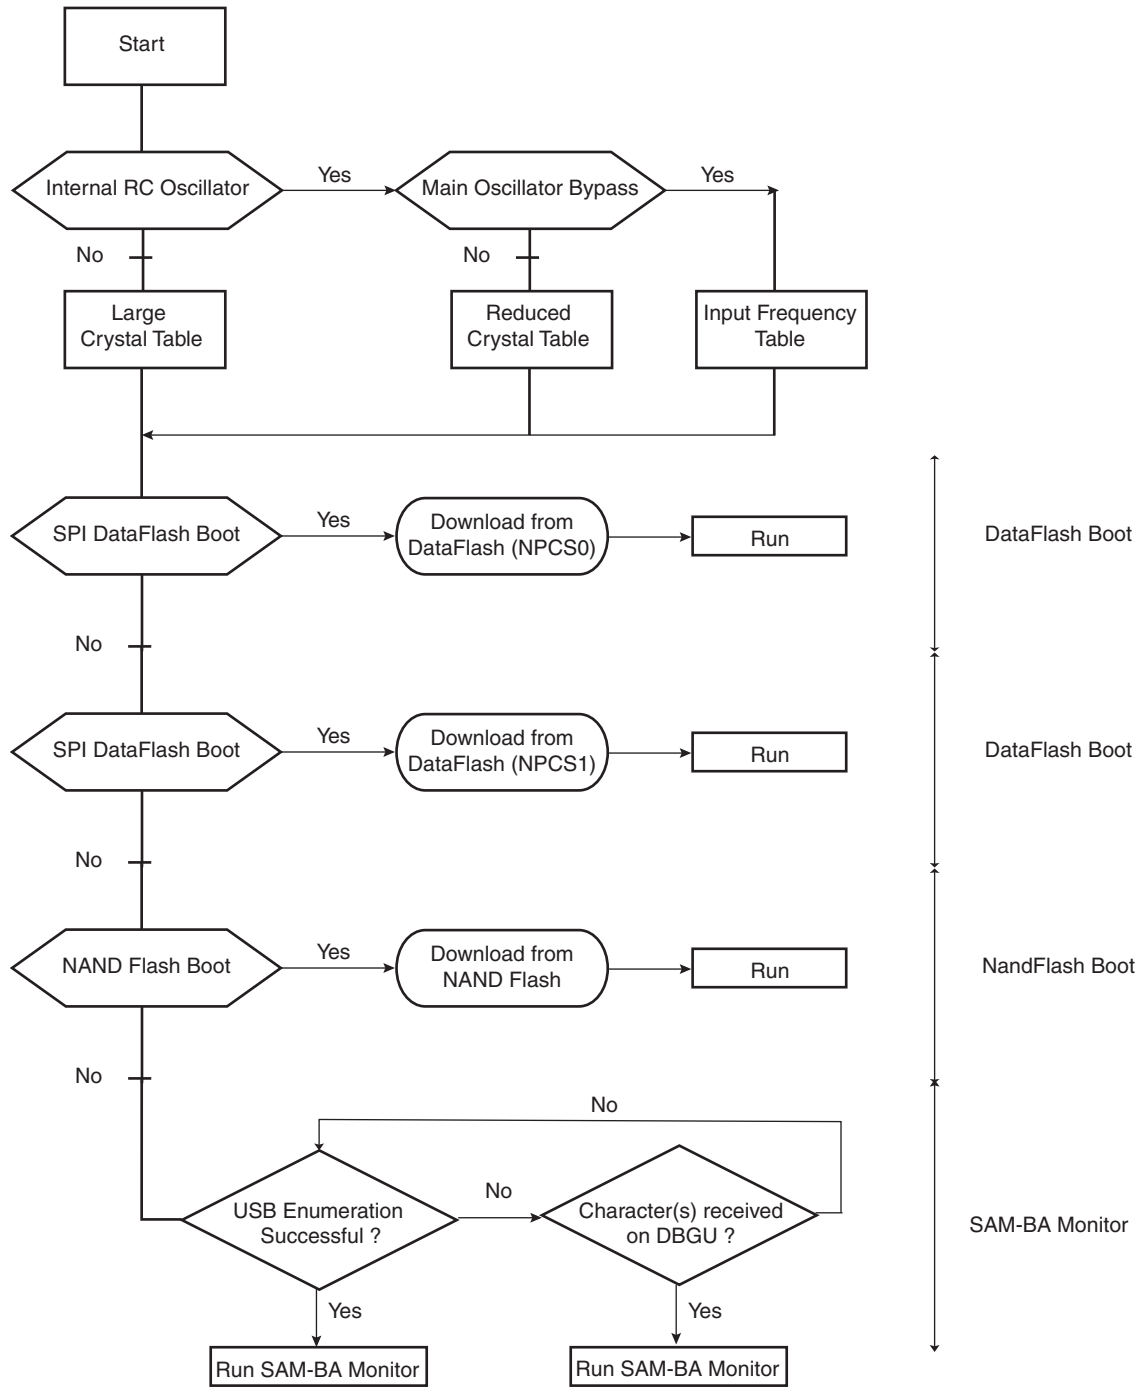 Start
Internal RC Oscillator
Yes
Main Oscillator Bypass
Yes
No
No
Large
Crystal Table
Reduced
Crystal Table
Input Frequency
Table
SPI DataFlash Boot
Yes
Download from
DataFlash (NPCS0)
Run
DataFlash Boot
No
SPI DataFlash Boot
Yes
Download from
DataFlash (NPCS1)
Run
DataFlash Boot
No
NAND Flash Boot
Yes
Download from
NAND Flash
Run
NandFlash Boot
No
No
USB Enumeration
Successful ?
No
Character(s) received
on DBGU ?
SAM-BA Monitor
Yes
Yes
Run SAM-BA Monitor
Run SAM-BA Monitor